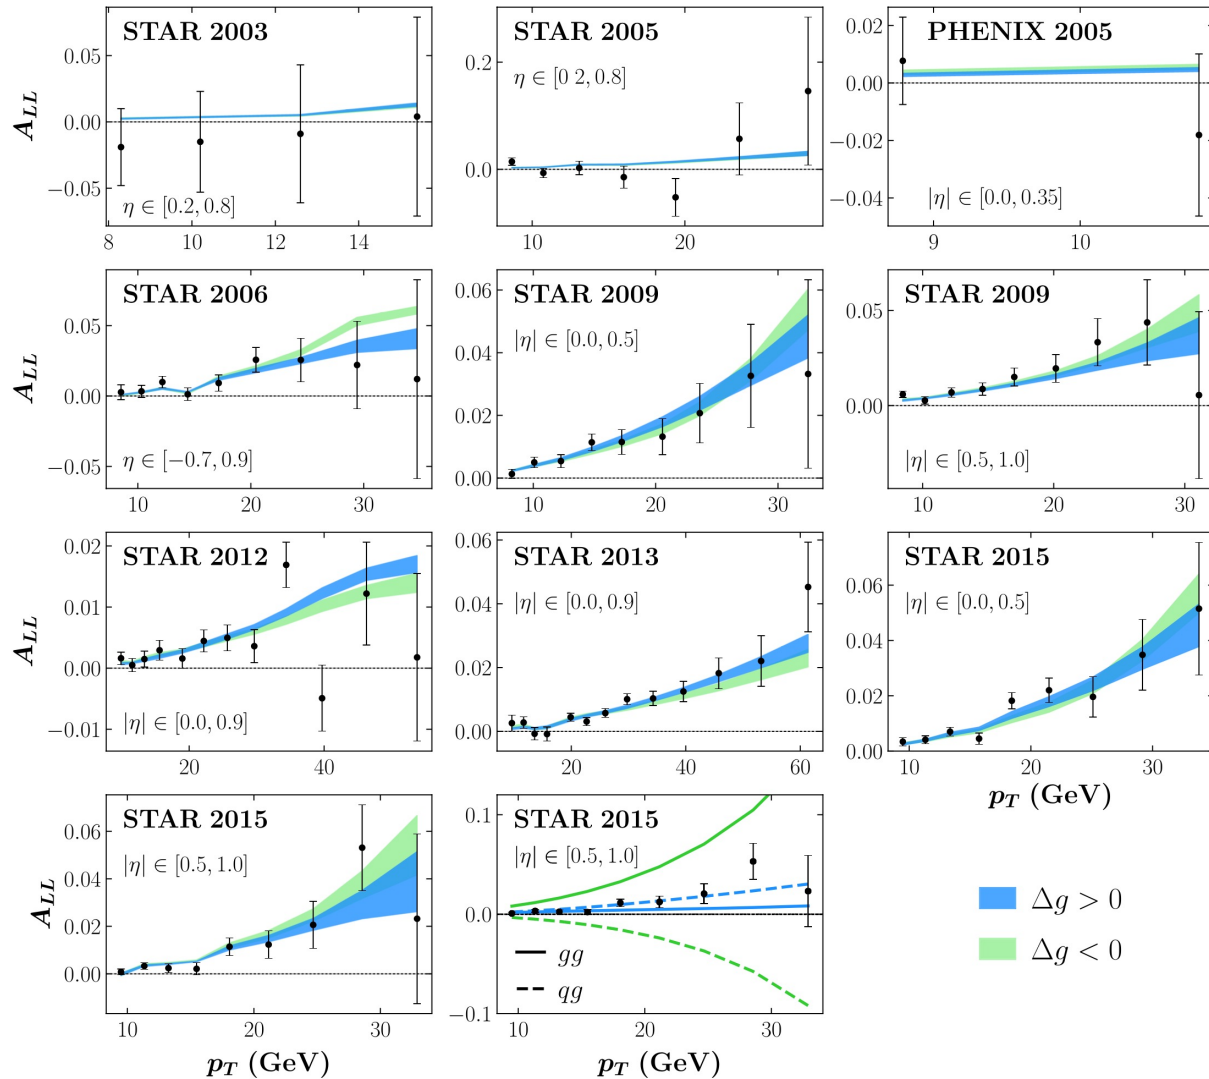 STAR 2003
0.05
0.00
−0.05
A_LL
η ∈ [0.2, 0.8]
8 10 12 14
STAR 2005
0.2
0.0
η ∈ [0 2, 0.8]
10 20
PHENIX 2005
0.00
−0.02
−0.04
|η| ∈ [0.0, 0.35]
9 10
STAR 2006
0.05
0.00
−0.05
A_LL
η ∈ [−0.7, 0.9]
10 20 30
STAR 2009
0.06
0.04
0.02
0.00
|η| ∈ [0.0, 0.5]
10 20 30
STAR 2009
0.05
0.00
|η| ∈ [0.5, 1.0]
10 20 30
STAR 2012
0.02
0.01
0.00
−0.01
A_LL
|η| ∈ [0.0, 0.9]
20 40
STAR 2013
0.06
0.04
0.02
0.00
|η| ∈ [0.0, 0.9]
20 30 40 50 60
STAR 2015
0.06
0.04
0.02
0.00
|η| ∈ [0.0, 0.5]
10 20 30
p_T (GeV)
STAR 2015
0.06
0.04
0.02
0.00
A_LL
|η| ∈ [0.5, 1.0]
10 20 30
p_T (GeV)
STAR 2015
0.1
0.0
−0.1
|η| ∈ [0.5, 1.0]
gg
qg
10 20 30
p_T (GeV)
Δg > 0
Δg < 0